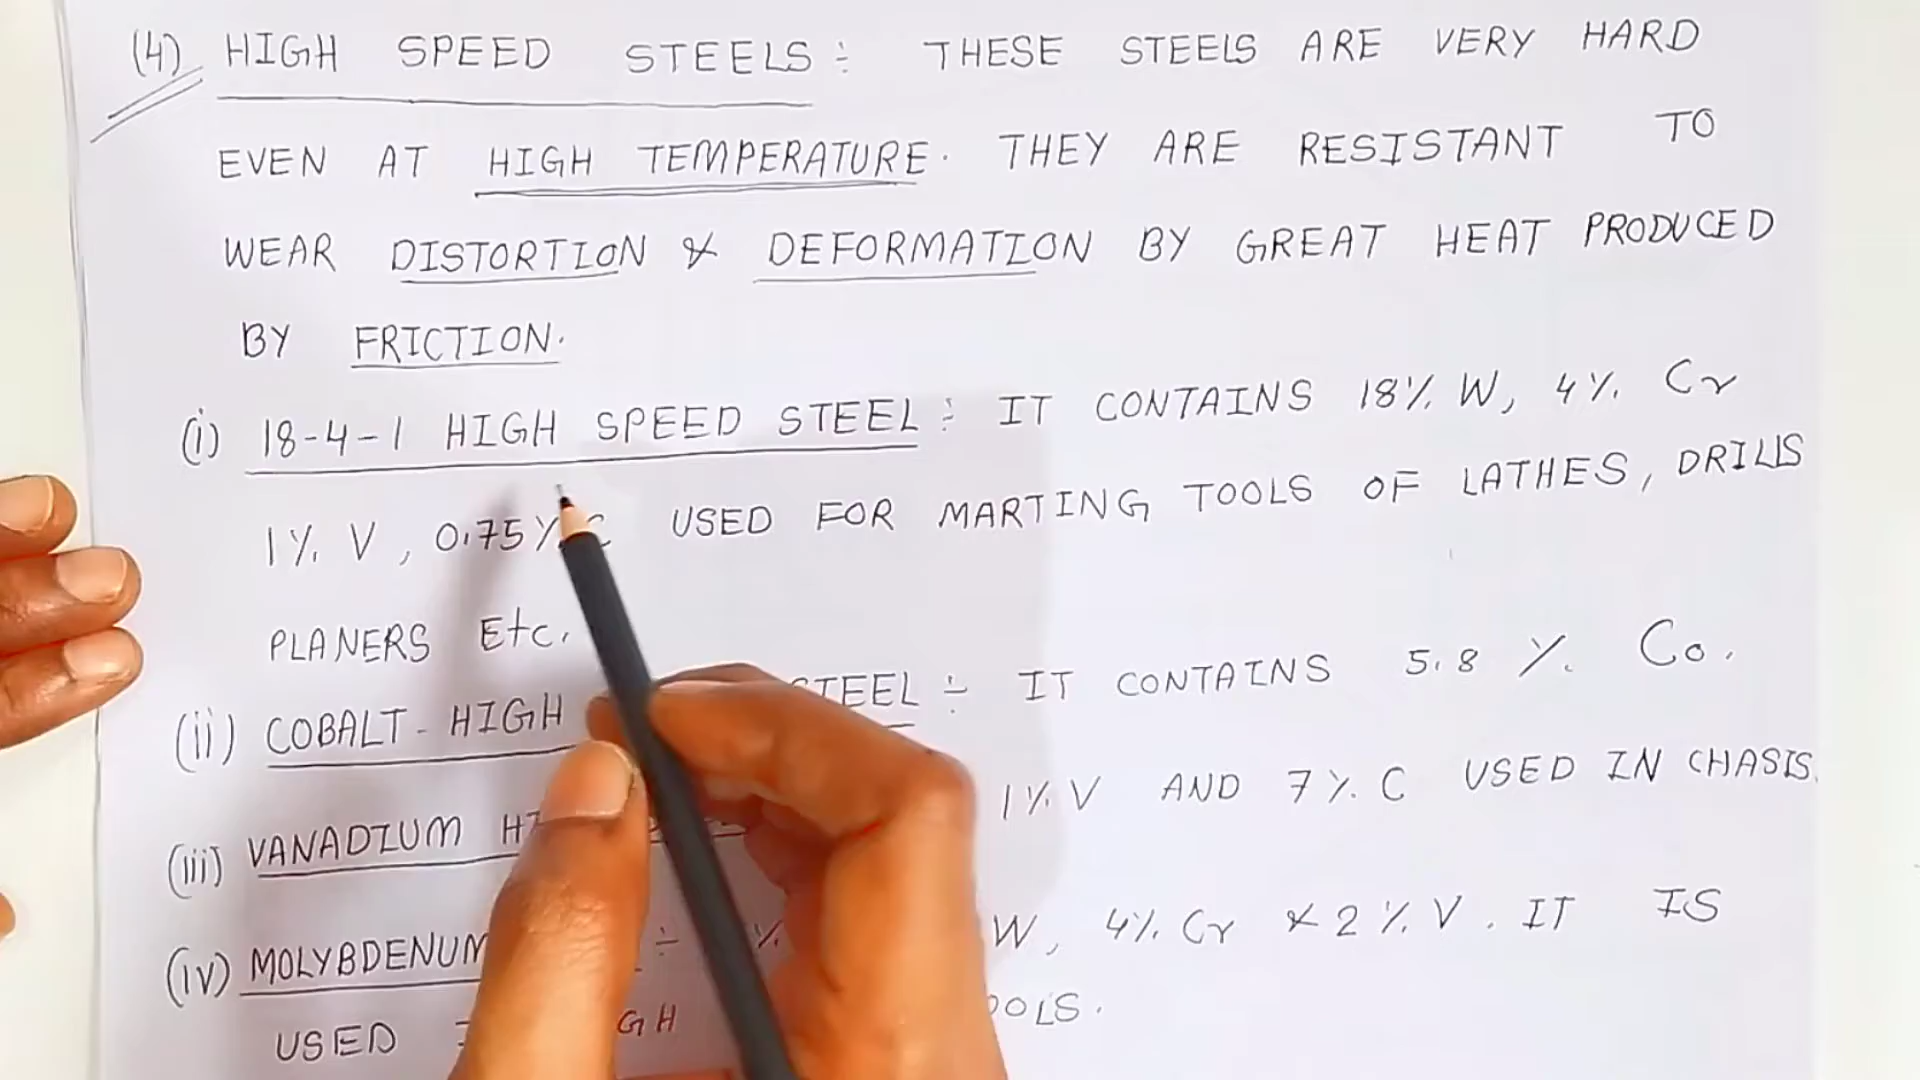 (4) HIGH SPEED STEELS ÷ THESE STEELS ARE VERY HARD
EVEN AT HIGH TEMPERATURE. THEY ARE RESISTANT TO
WEAR DISTORTION & DEFORMATION BY GREAT HEAT PRODUCED
BY FRICTION.
(i) 18-4-1 HIGH SPEED STEEL ÷ IT CONTAINS 18% W, 4% Cr
1% V, 0.75% C USED FOR MARTING TOOLS OF LATHES, DRILLS
PLANERS Etc.
(ii) COBALT-HIGH STEEL ÷ IT CONTAINS 5.8 % Co.
(iii) VANADIUM 1% V AND 7% C USED IN CHASIS.
(iv) MOLYBDENUM ÷ % W, 4% Cr & 2% V. IT IS
USED